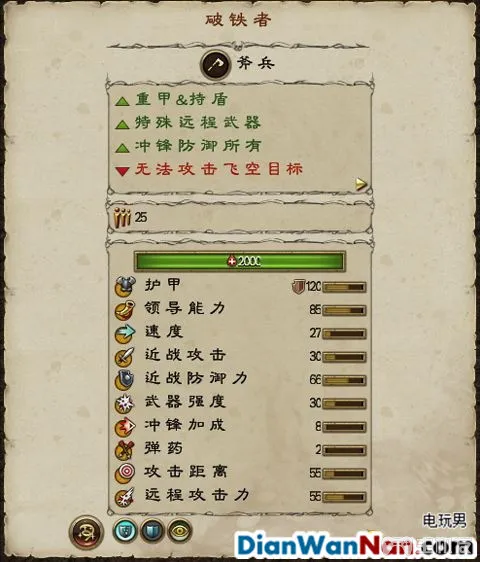 破铁者
斧兵
重甲&持盾
特殊远程武器
冲锋防御所有
无法攻击飞空目标
25
2000
护甲 120
领导能力 85
速度 27
近战攻击 30
近战防御力 66
武器强度 30
冲锋加成 8
弹药 2
攻击距离 55
远程攻击力 55
电玩男
DianWanNan.com